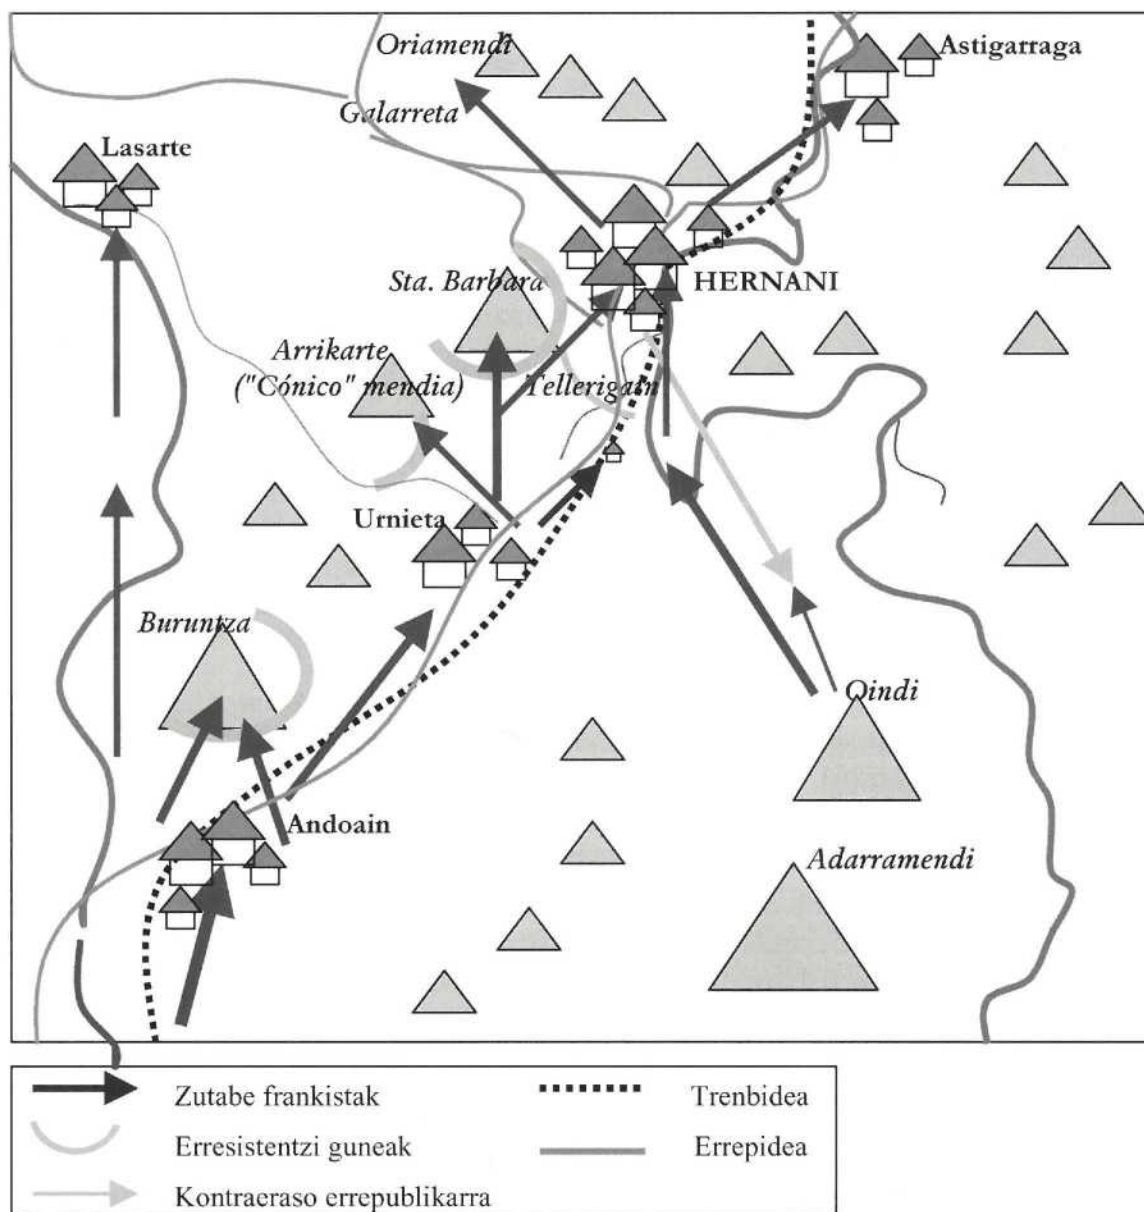 Oriamendi
Astigarraga
Galarreta
Lasarte
Sta. Barbara
HERNANI
Arrikarte
("Cónico" mendia)
Tellerigain
Urnieta
Buruntza
Oindi
Andoain
Adarramendi
Zutabe frankistak
Trenbidea
Erresistentzi guneak
Errepidea
Kontraeraso errepublikarra